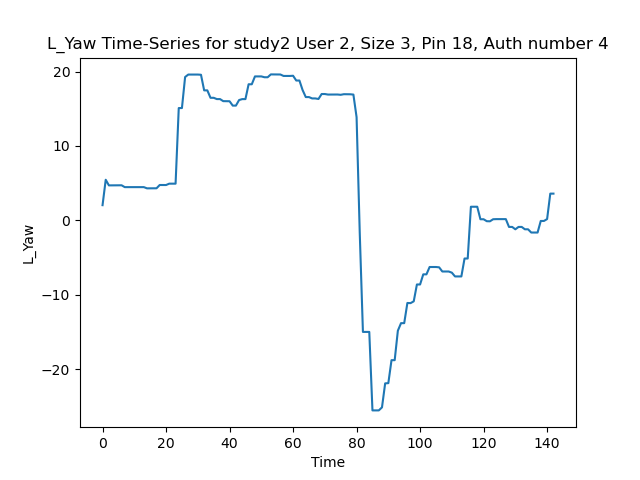 L_Yaw Time-Series for study2 User 2, Size 3, Pin 18, Auth number 4
20
10
0
−10
−20
L_Yaw
0 20 40 60 80 100 120 140
Time